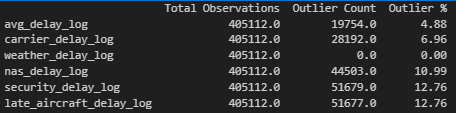 Total Observations Outlier Count Outlier %
avg_delay_log 405112.0 19754.0 4.88
carrier_delay_log 405112.0 28192.0 6.96
weather_delay_log 405112.0 0.0 0.00
nas_delay_log 405112.0 44503.0 10.99
security_delay_log 405112.0 51679.0 12.76
late_aircraft_delay_log 405112.0 51677.0 12.76